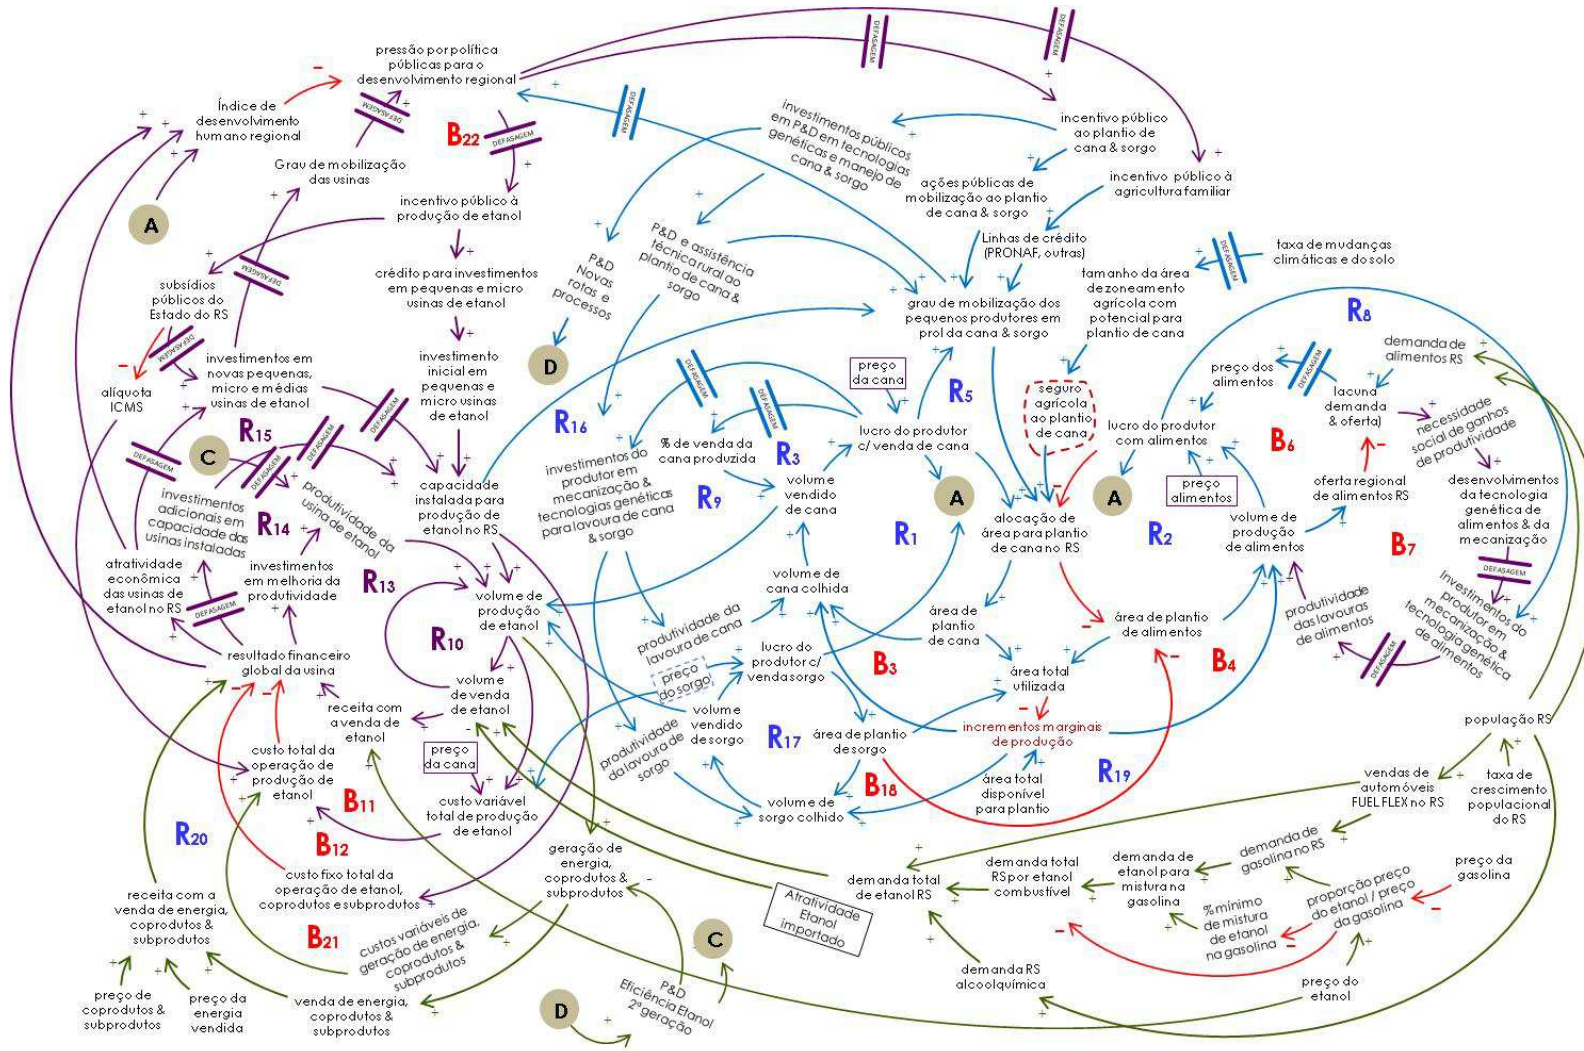 pressão por política
públicas para o
desenvolvimento regional
DEFASAGEM
DEFASAGEM
DEFASAGEM
DEFASAGEM
DEFASAGEM
Índice de
desenvolvimento
humano regional
B22
Grau de mobilização
das usinas
A
incentivo público à
produção de etanol
investimentos públicos
em P&D em tecnologias
genéticas e manejo de
cana & sorgo
incentivo público
ao plantio de
cana & sorgo
ações públicas de
mobilização ao plantio
de cana & sorgo
incentivo público à
agricultura familiar
Linhas de crédito
(PRONAF, outras)
P&D e assistência
técnica rural ao
plantio de cana &
sorgo
P&D
Novas
rotas e
processos
D
crédito para investimentos
em pequenas e micro
usinas de etanol
subsídios
públicos do
Estado do RS
DEFASAGEM
DEFASAGEM
grau de mobilização dos
pequenos produtores em
prol da cana & sorgo
tamanho da área
de zoneamento
agrícola com
potencial para
plantio de cana
DEFASAGEM
taxa de mudanças
climáticas e do solo
R8
investimentos em
novas pequenas,
micro e médias
usinas de etanol
alíquota
ICMS
investimento
inicial em
pequenas e
micro usinas
de etanol
DEFASAGEM
R15
C
DEFASAGEM
DEFASAGEM
DEFASAGEM
R16
R9
R3
DEFASAGEM
DEFASAGEM
preço
da cana
R5
seguro
agrícola
ao plantio
de cana
preço dos
alimentos
DEFASAGEM
demanda de
alimentos RS
lacuna
demanda
& oferta)
necessidade
social de ganhos
de produtividade
B6
lucro do produtor
c/ venda de cana
% de venda da
cana produzida
volume
vendido
de cana
investimentos do
produtor em
mecanização &
tecnologias genéticas
para lavoura de cana
& sorgo
lucro do produtor
com alimentos
preço
alimentos
A
A
oferta regional
de alimentos RS
desenvolvimentos
da tecnologia
genética de
alimentos & da
mecanização
B7
DEFASAGEM
capacidade
instalada para
produção de
etanol no RS
produtividade da
usina de etanol
investimentos
adicionais em
capacidade das
usinas instaladas
R14
R13
atratividade
econômica
das usinas de
etanol no RS
investimentos
em melhoria da
produtividade
DEFASAGEM
R1
alocação de
área para plantio
de cana no RS
R2
volume de
produção
de alimentos
produtividade
das lavouras
de alimentos
DEFASAGEM
Investimentos do
produtor em
mecanização &
tecnologia genética
de alimentos
volume de
produção
de etanol
volume de
cana colhida
área de
plantio
de cana
área de plantio
de alimentos
B4
R10
produtividade da
lavoura de cana
lucro do
produtor c/
venda sorgo
B3
resultado financeiro
global da usina
volume
de venda
de etanol
preço
do sorgo
área total
utilizada
incrementos marginais
de produção
receita com
a venda de
etanol
volume
vendido
de sorgo
R17
área de plantio
de sorgo
produtividade
da lavoura de
sorgo
custo total da
operação de
produção de
etanol
preço
da cana
B18
área total
disponível
para plantio
R19
volume de
sorgo colhido
B11
custo variável
total de produção
de etanol
população RS
taxa de
crescimento
populacional
do RS
vendas de
automóveis
FUEL FLEX no RS
R20
B12
custo fixo total da
operação de etanol,
coprodutos e subprodutos
geração de
energia,
coprodutos &
subprodutos
demanda total
de etanol RS
demanda total
RS por etanol
combustível
demanda de
etanol para
mistura na
gasolina
demanda de
gasolina no RS
preço da
gasolina
proporção preço
do etanol / preço
da gasolina
% mínimo
de mistura
de etanol
na gasolina
Atratividade
Etanol
importado
receita com a
venda de energia,
coprodutos &
subprodutos
B21
custos variáveis de
geração de energia,
coprodutos &
subprodutos
C
demanda RS
alcoolquímica
preço do
etanol
preço de
coprodutos &
subprodutos
preço da
energia
vendida
venda de energia,
coprodutos &
subprodutos
D
P&D
Eficiência Etanol
2ª geração